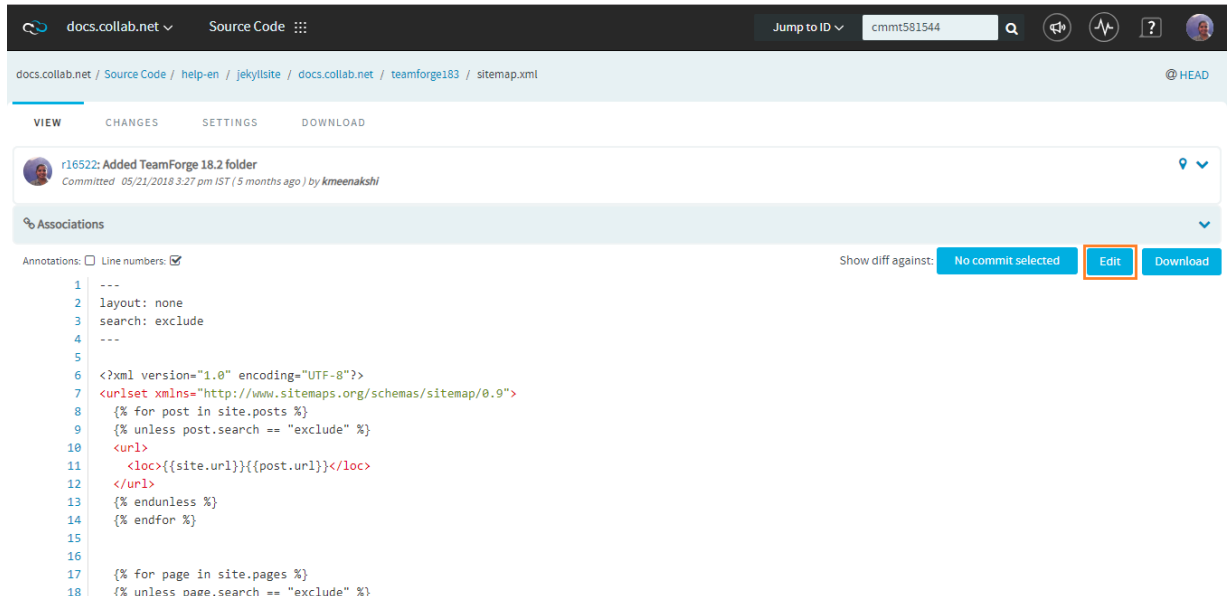 docs.collab.net Source Code Jump to ID cmmt581544 ?
docs.collab.net / Source Code / help-en / jekyllsite / docs.collab.net / teamforge183 / sitemap.xml @ HEAD
VIEW CHANGES SETTINGS DOWNLOAD
r16522: Added TeamForge 18.2 folder
Committed 05/21/2018 3:27 pm IST ( 5 months ago ) by kmeenakshi
Associations
Annotations: Line numbers: Show diff against: No commit selected Edit Download
1 ---
2 layout: none
3 search: exclude
4 ---
5
6 <?xml version="1.0" encoding="UTF-8"?>
7 <urlset xmlns="http://www.sitemaps.org/schemas/sitemap/0.9">
8 {% for post in site.posts %}
9 {% unless post.search == "exclude" %}
10 <url>
11 <loc>{{site.url}}{{post.url}}</loc>
12 </url>
13 {% endunless %}
14 {% endfor %}
15
16
17 {% for page in site.pages %}
18 {% unless page.search == "exclude" %}